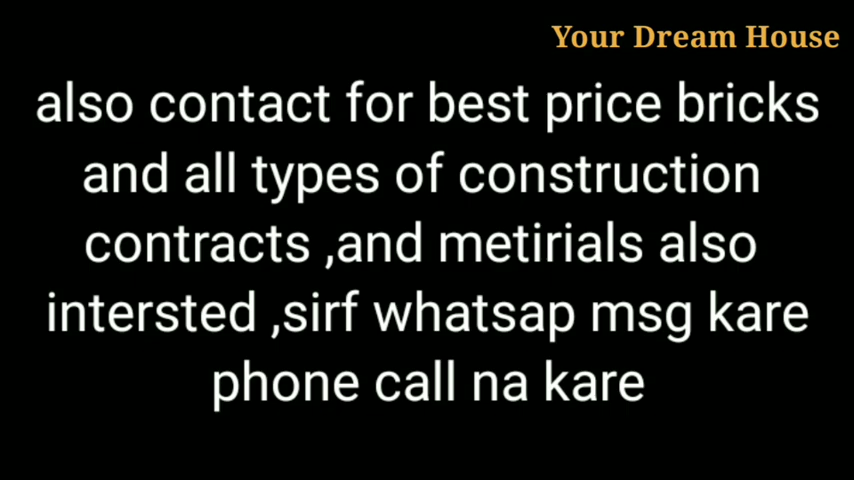 Your Dream House
also contact for best price bricks
and all types of construction
contracts ,and metirials also
intersted ,sirf whatsap msg kare
phone call na kare